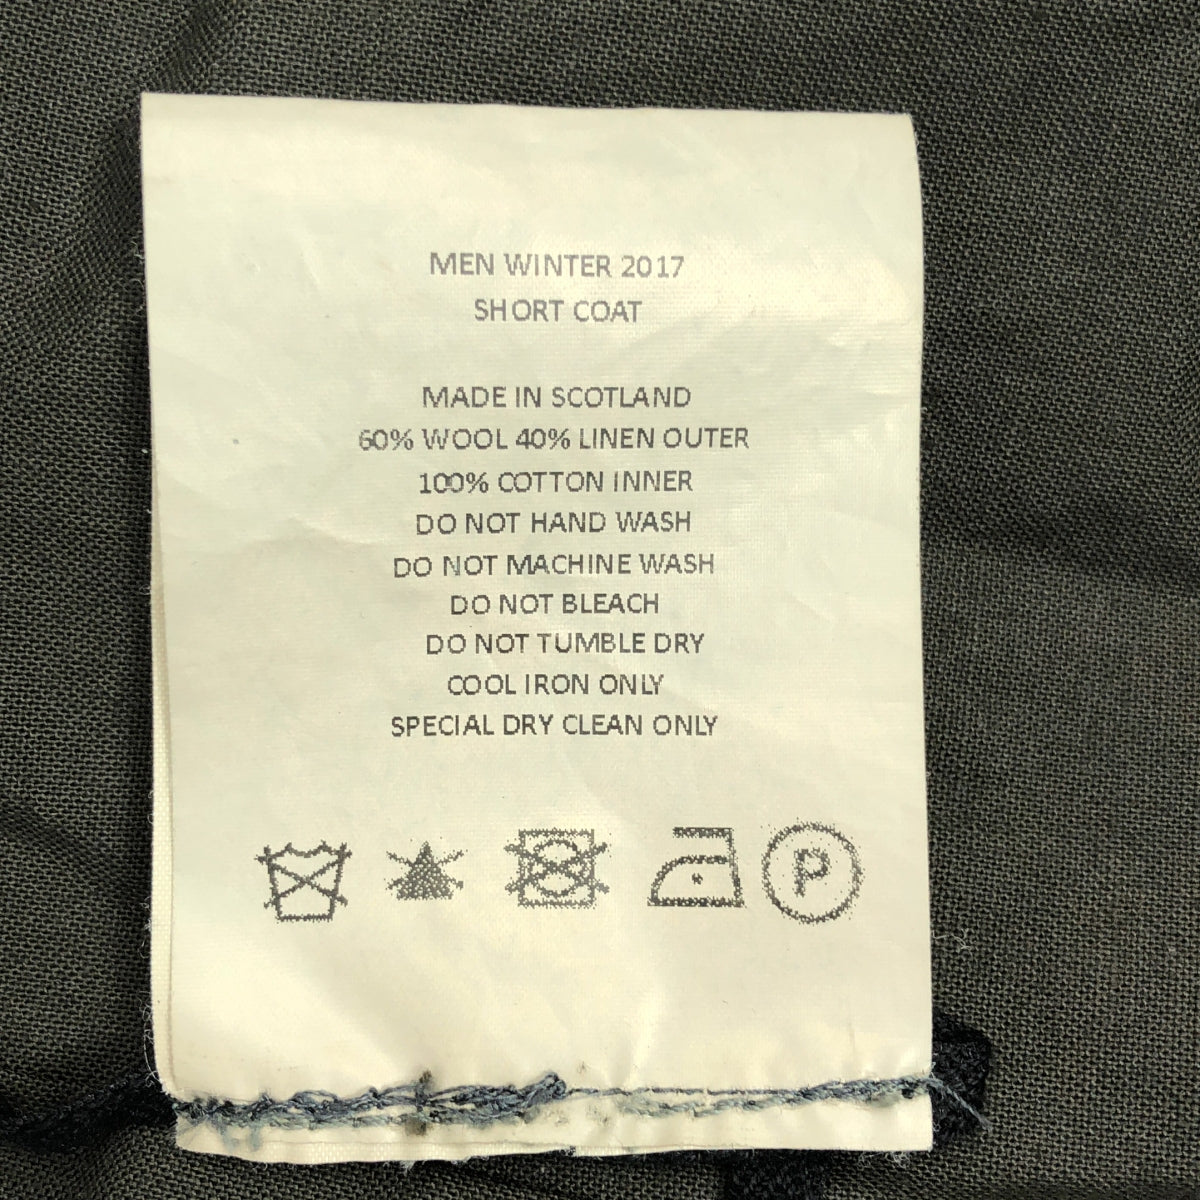 MEN WINTER 2017
SHORT COAT
MADE IN SCOTLAND
60% WOOL 40% LINEN OUTER
100% COTTON INNER
DO NOT HAND WASH
DO NOT MACHINE WASH
DO NOT BLEACH
DO NOT TUMBLE DRY
COOL IRON ONLY
SPECIAL DRY CLEAN ONLY
P